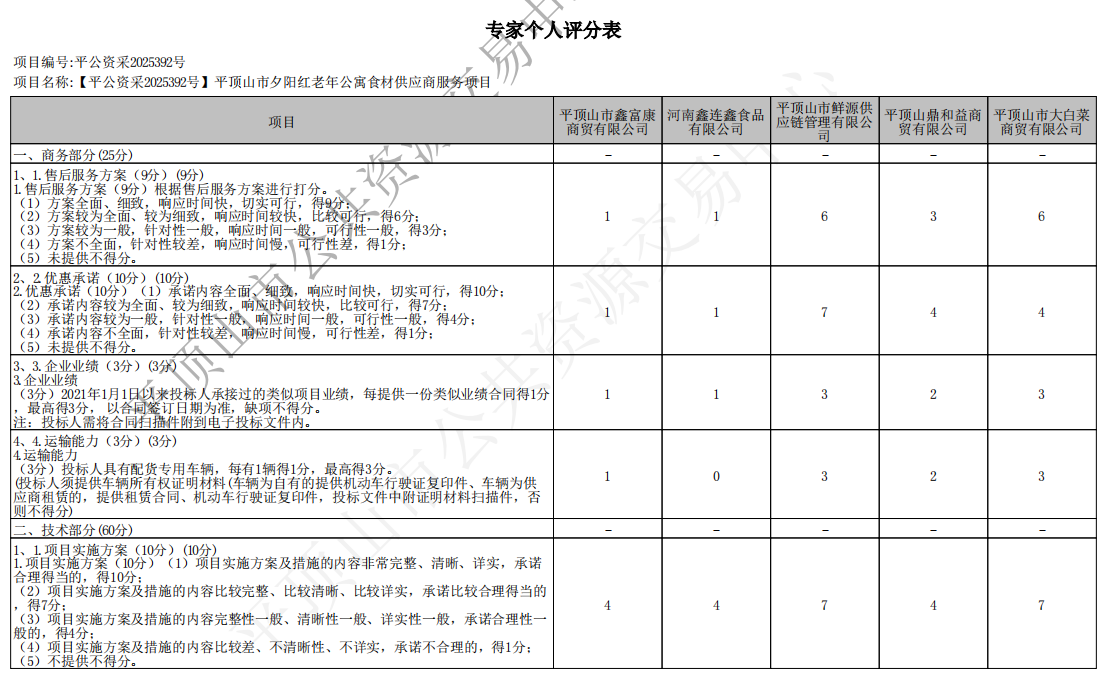 专家个人评分表
项目编号:平公资采2025392号
项目名称:【平公资采2025392号】平顶山市夕阳红老年公寓食材供应商服务项目
项目 平顶山市鑫富康商贸有限公司 河南鑫连鑫食品有限公司 平顶山市鲜源供应链管理有限公司 平顶山鼎和益商贸有限公司 平顶山市大白菜商贸有限公司
一、商务部分(25分) – – – – –
1、1.售后服务方案（9分）(9分)
1.售后服务方案（9分）根据售后服务方案进行打分。
（1）方案全面、细致，响应时间快，切实可行，得9分；
（2）方案较为全面、较为细致，响应时间较快，比较可行，得6分；
（3）方案较为一般，针对性一般，响应时间一般，可行性一般，得3分；
（4）方案不全面，针对性较差，响应时间慢，可行性差，得1分；
（5）未提供不得分。
1 1 6 3 6
2、2.优惠承诺（10分）(10分)
2.优惠承诺（10分）（1）承诺内容全面、细致，响应时间快，切实可行，得10分；
（2）承诺内容较为全面、较为细致，响应时间较快，比较可行，得7分；
（3）承诺内容较为一般，针对性一般，响应时间一般，可行性一般，得4分；
（4）承诺内容不全面，针对性较差，响应时间慢，可行性差，得1分；
（5）未提供不得分。
1 1 7 4 4
3、3.企业业绩（3分）(3分)
3.企业业绩
（3分）2021年1月1日以来投标人承接过的类似项目业绩，每提供一份类似业绩合同得1分
，最高得3分， 以合同签订日期为准，缺项不得分。
注：投标人需将合同扫描件附到电子投标文件内。
1 1 3 2 3
4、4.运输能力（3分）(3分)
4.运输能力
（3分）投标人具有配货专用车辆，每有1辆得1分，最高得3分。
(投标人须提供车辆所有权证明材料(车辆为自有的提供机动车行驶证复印件、车辆为供
应商租赁的，提供租赁合同、机动车行驶证复印件，投标文件中附证明材料扫描件，否
则不得分)
1 0 3 2 3
二、技术部分(60分) – – – – –
1、1.项目实施方案（10分）(10分)
1.项目实施方案（10分）（1）项目实施方案及措施的内容非常完整、清晰、详实，承诺
合理得当的，得10分；
（2）项目实施方案及措施的内容比较完整、比较清晰、比较详实，承诺比较合理得当的
，得7分；
（3）项目实施方案及措施的内容完整性一般、清晰性一般、详实性一般，承诺合理性一
般的，得4分；
（4）项目实施方案及措施的内容比较差、不清晰性、不详实，承诺不合理的，得1分；
（5）不提供不得分。
4 4 7 4 7
平顶山市公共资源交易中
平顶山市公共资源交易中心